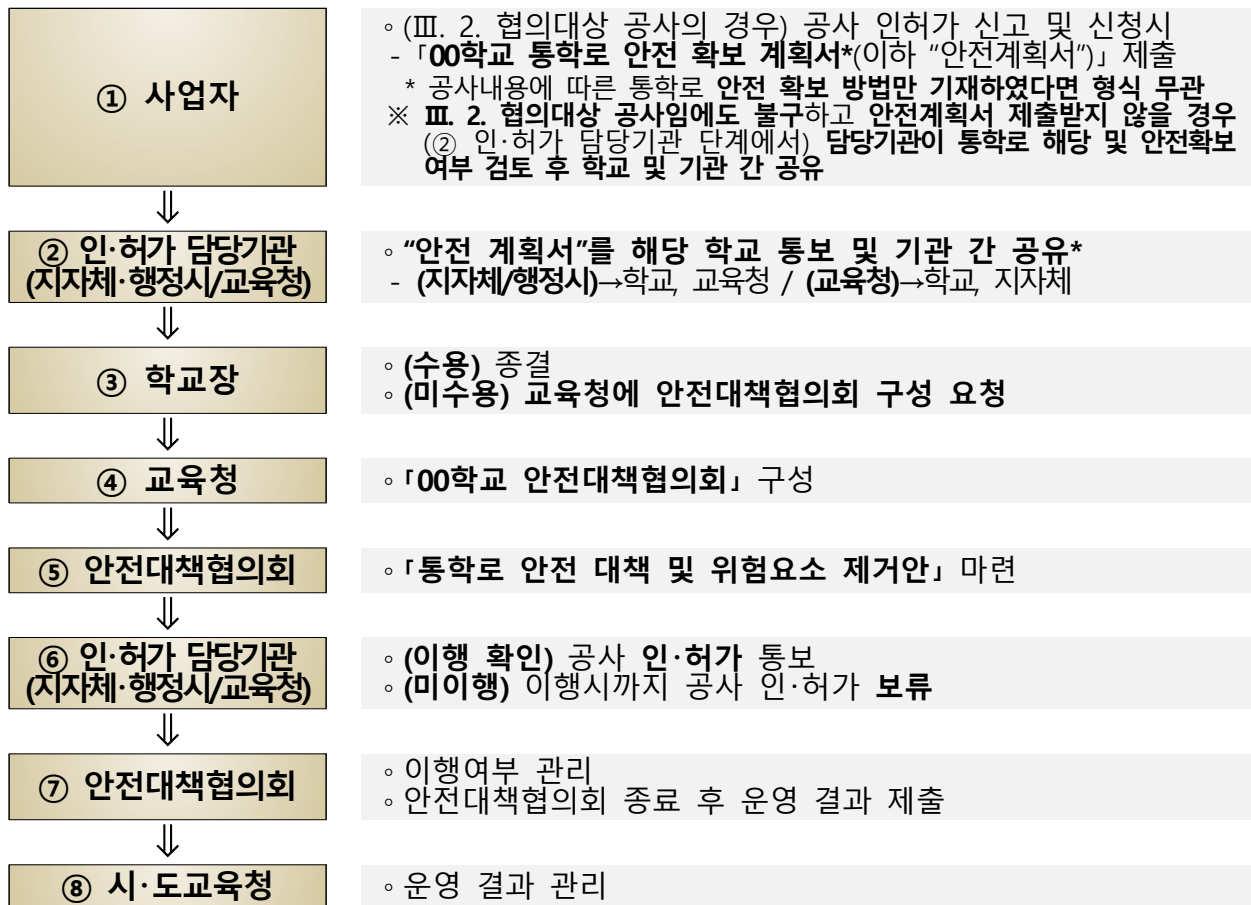 ① 사업자
◦ (Ⅲ. 2. 협의대상 공사의 경우) 공사 인허가 신고 및 신청시
- 「00학교 통학로 안전 확보 계획서*(이하 “안전계획서”)」 제출
* 공사내용에 따른 통학로 안전 확보 방법만 기재하였다면 형식 무관
※ Ⅲ. 2. 협의대상 공사임에도 불구하고 안전계획서 제출받지 않을 경우
(② 인·허가 담당기관 단계에서) 담당기관이 통학로 해당 및 안전확보
여부 검토 후 학교 및 기관 간 공유
⇓
② 인·허가 담당기관
(지자체·행정시/교육청)
◦ “안전 계획서”를 해당 학교 통보 및 기관 간 공유*
- (지자체/행정시)→학교, 교육청 / (교육청)→학교, 지자체
⇓
③ 학교장
◦ (수용) 종결
◦ (미수용) 교육청에 안전대책협의회 구성 요청
⇓
④ 교육청
◦ 「00학교 안전대책협의회」 구성
⇓
⑤ 안전대책협의회
◦ 「통학로 안전 대책 및 위험요소 제거안」 마련
⇓
⑥ 인·허가 담당기관
(지자체·행정시/교육청)
◦ (이행 확인) 공사 인·허가 통보
◦ (미이행) 이행시까지 공사 인·허가 보류
⇓
⑦ 안전대책협의회
◦ 이행여부 관리
◦ 안전대책협의회 종료 후 운영 결과 제출
⇓
⑧ 시·도교육청
◦ 운영 결과 관리